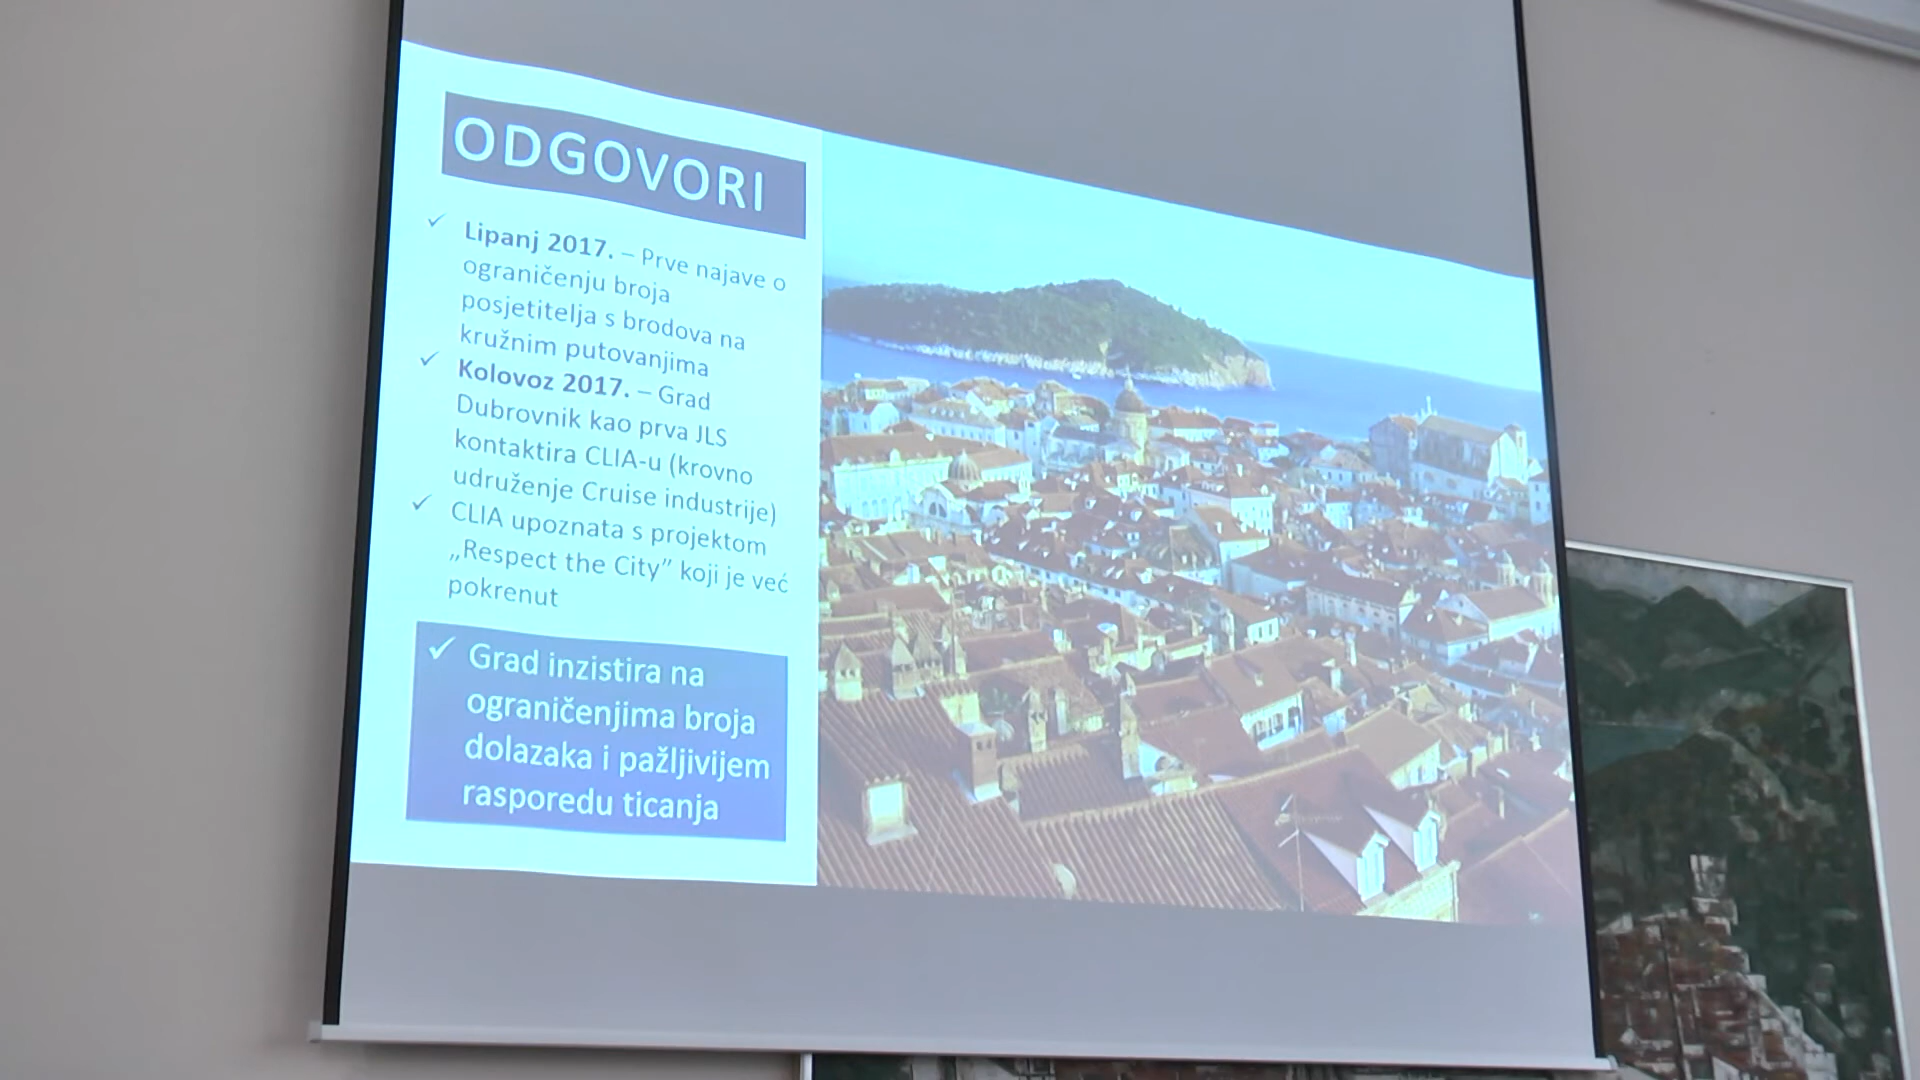 ODGOVORI
✓ Lipanj 2017. – Prve najave o
ograničenju broja
posjetitelja s brodova na
kružnim putovanjima
✓ Kolovoz 2017. – Grad
Dubrovnik kao prva JLS
kontaktira CLIA-u (krovno
udruženje Cruise industrije)
✓ CLIA upoznata s projektom
„Respect the City” koji je već
pokrenut
✓ Grad inzistira na
ograničenjima broja
dolazaka i pažljivijem
rasporedu ticanja